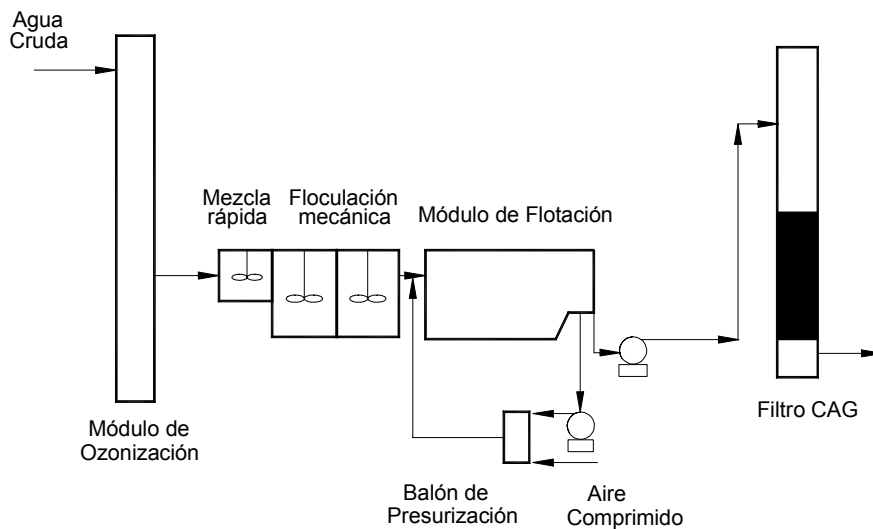 Agua
Cruda
Mezcla
rápida
Floculación
mecánica
Módulo de Flotación
Módulo de
Ozonización
Balón de
Presurización
Aire
Comprimido
Filtro CAG